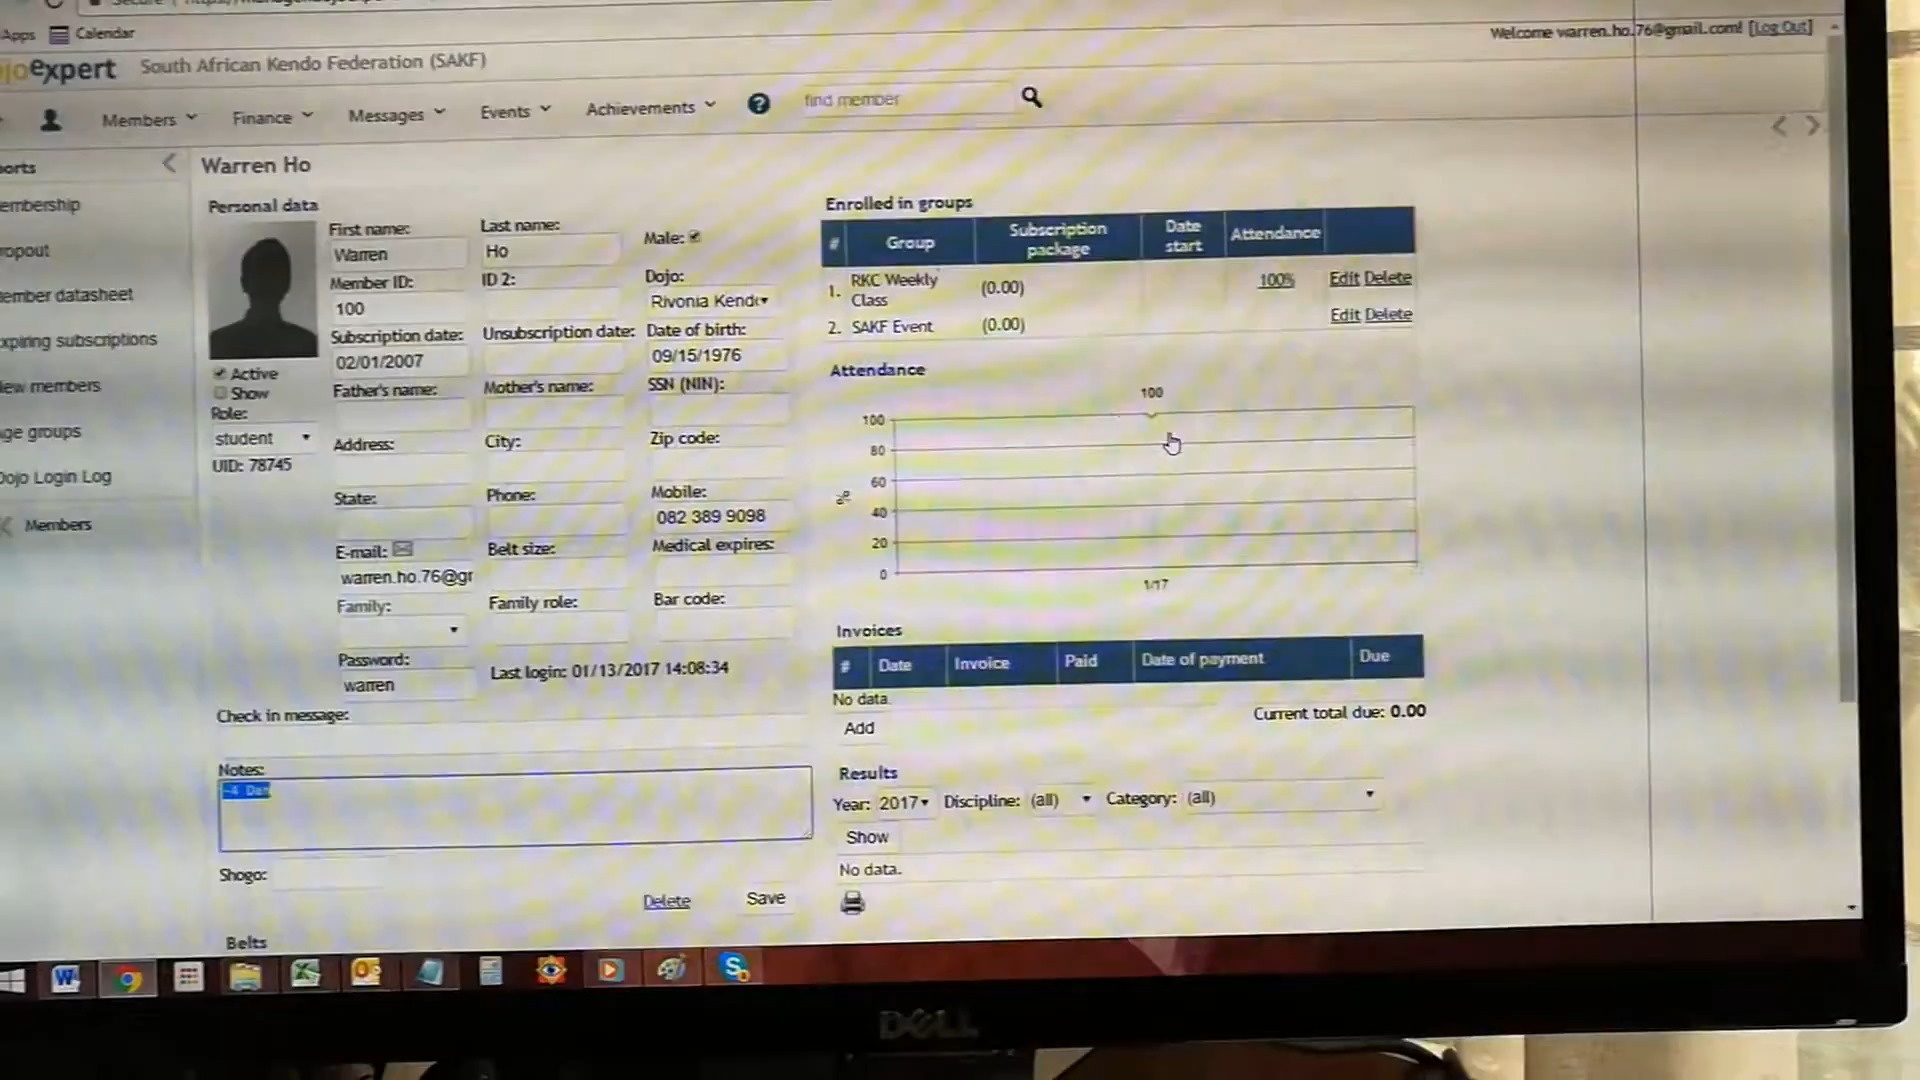 Apps Calendar
Welcome warren.ho.76@gmail.com! [Log Out]
joexpert South African Kendo Federation (SAKF)
Members Finance Messages Events Achievements ? find member
orts
Warren Ho
embership
ropout
ember datasheet
xpiring subscriptions
ew members
ge groups
Dojo Login Log
Members
Personal data
First name: Last name: Male:
Warren Ho
Member ID: ID 2: Dojo:
100 Rivonia Kend
Subscription date: Unsubscription date: Date of birth:
02/01/2007 09/15/1976
Active
Father's name: Mother's name: SSN (NIN):
Show
Role:
student
Address: City: Zip code:
UID: 78745
State: Phone: Mobile:
082 389 9098
E-mail: Belt size: Medical expires:
warren.ho.76@gr
Family: Family role: Bar code:
Password:
warren
Last login: 01/13/2017 14:08:34
Check in message:
Notes:
-4 Dan
Shogo:
Delete Save
Belts
Enrolled in groups
# Group Subscription package Date start Attendance
1. RKC Weekly Class (0.00) 100% Edit Delete
2. SAKF Event (0.00) Edit Delete
Attendance
100
100
80
60
40
20
0
%
1/17
Invoices
# Date Invoice Paid Date of payment Due
No data.
Current total due: 0.00
Add
Results
Year: 2017 Discipline: (all) Category: (all)
Show
No data.
DELL